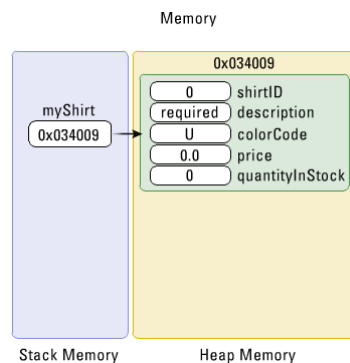 Memory
0x034009
0 shirtID
required description
U colorCode
0.0 price
0 quantityInStock
myShirt
0x034009
Stack Memory
Heap Memory